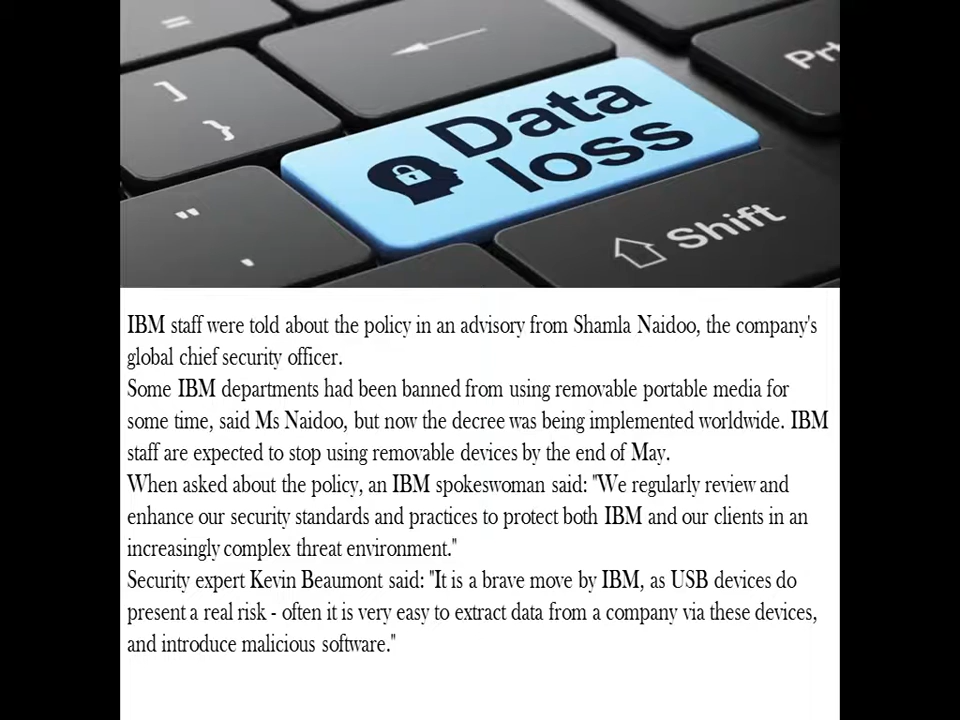 =
←
Prt
]
}
Data
loss
"
,
Shift
IBM staff were told about the policy in an advisory from Shamla Naidoo, the company's
global chief security officer.
Some IBM departments had been banned from using removable portable media for
some time, said Ms Naidoo, but now the decree was being implemented worldwide. IBM
staff are expected to stop using removable devices by the end of May.
When asked about the policy, an IBM spokeswoman said: "We regularly review and
enhance our security standards and practices to protect both IBM and our clients in an
increasingly complex threat environment."
Security expert Kevin Beaumont said: "It is a brave move by IBM, as USB devices do
present a real risk - often it is very easy to extract data from a company via these devices,
and introduce malicious software."